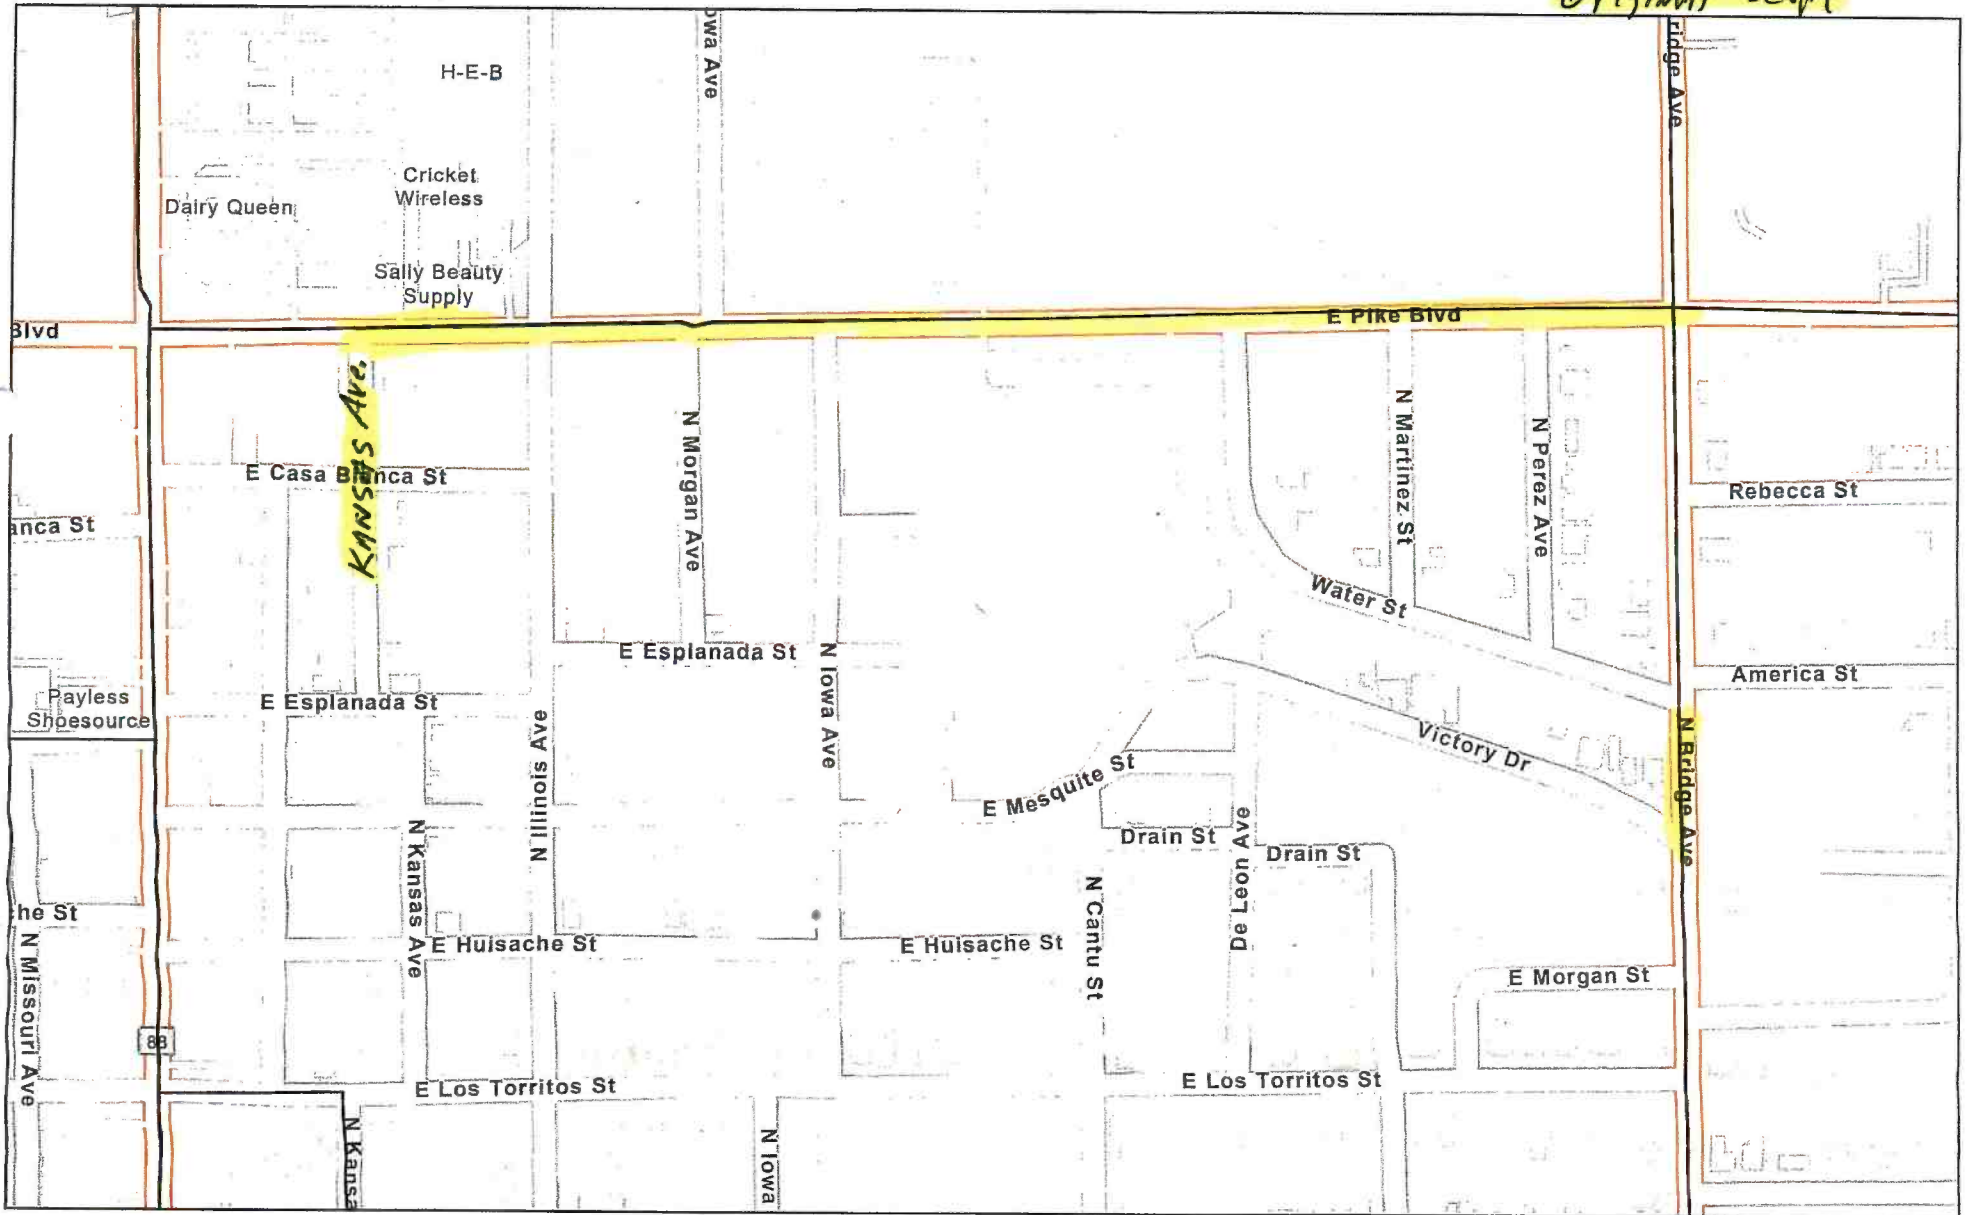 Original
owa Ave
ridge Ave
H-E-B
Cricket
Wireless
Dairy Queen
Sally Beauty
Supply
E Pike Blvd
Blvd
KANSAS Ave.
N Morgan Ave
N Martinez St
N Perez Ave
E Casa Blanca St
Rebecca St
anca St
Water St
E Esplanada St
N Iowa Ave
America St
Payless
Shoesource
E Esplanada St
N Illinois Ave
Victory Dr
N Bridge Ave
E Mesquite St
Drain St
Drain St
N Kansas Ave
De Leon Ave
N Cantu St
he St
E Huisache St
E Huisache St
N Missouri Ave
E Morgan St
88
E Los Torritos St
E Los Torritos St
N Kansa
N Iowa